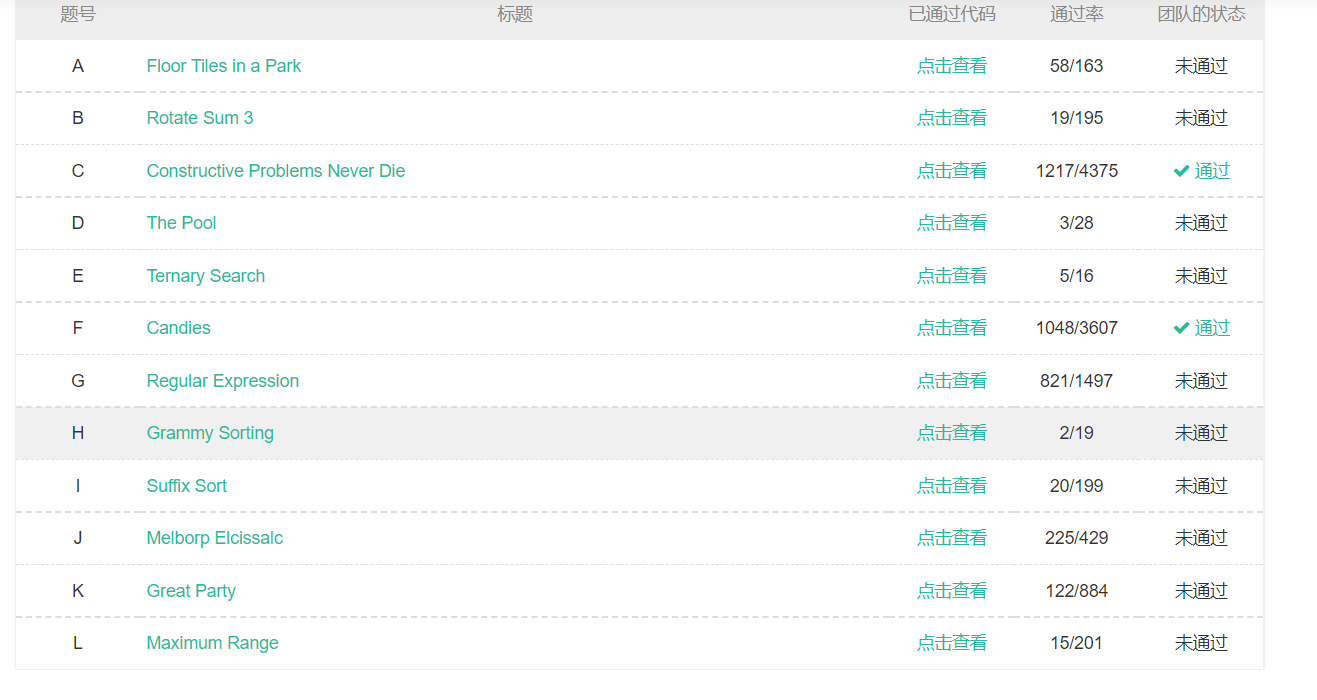 题号 标题 已通过代码 通过率 团队的状态
A Floor Tiles in a Park 点击查看 58/163 未通过
B Rotate Sum 3 点击查看 19/195 未通过
C Constructive Problems Never Die 点击查看 1217/4375 通过
D The Pool 点击查看 3/28 未通过
E Ternary Search 点击查看 5/16 未通过
F Candies 点击查看 1048/3607 通过
G Regular Expression 点击查看 821/1497 未通过
H Grammy Sorting 点击查看 2/19 未通过
I Suffix Sort 点击查看 20/199 未通过
J Melborp Elcissalc 点击查看 225/429 未通过
K Great Party 点击查看 122/884 未通过
L Maximum Range 点击查看 15/201 未通过